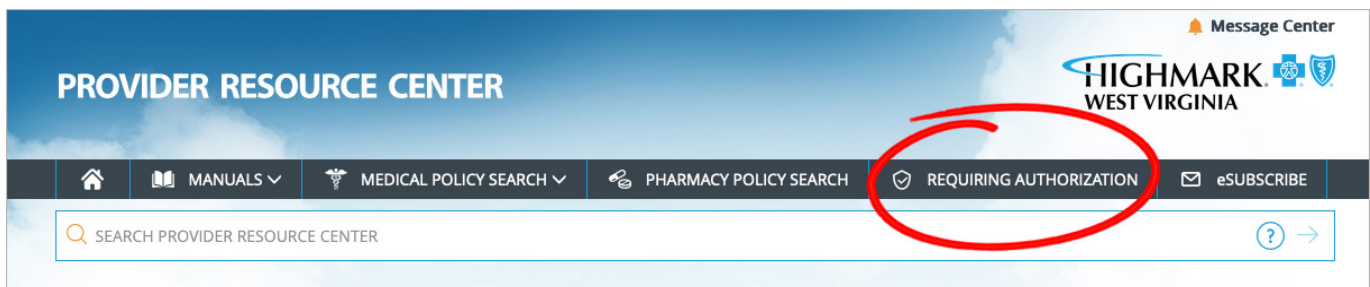 Message Center
PROVIDER RESOURCE CENTER
HIGHMARK.
WEST VIRGINIA
MANUALS
MEDICAL POLICY SEARCH
PHARMACY POLICY SEARCH
REQUIRING AUTHORIZATION
eSUBSCRIBE
SEARCH PROVIDER RESOURCE CENTER
?